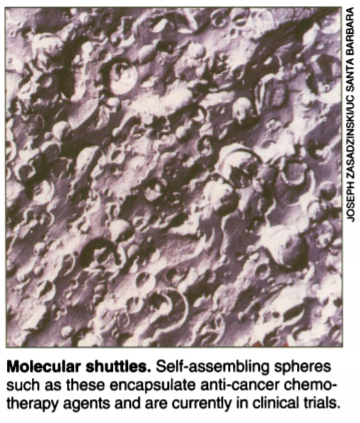 JOSEPH ZASADZINSKI/UC SANTA BARBARA
Molecular shuttles. Self-assembling spheres
such as these encapsulate anti-cancer chemo-
therapy agents and are currently in clinical trials.